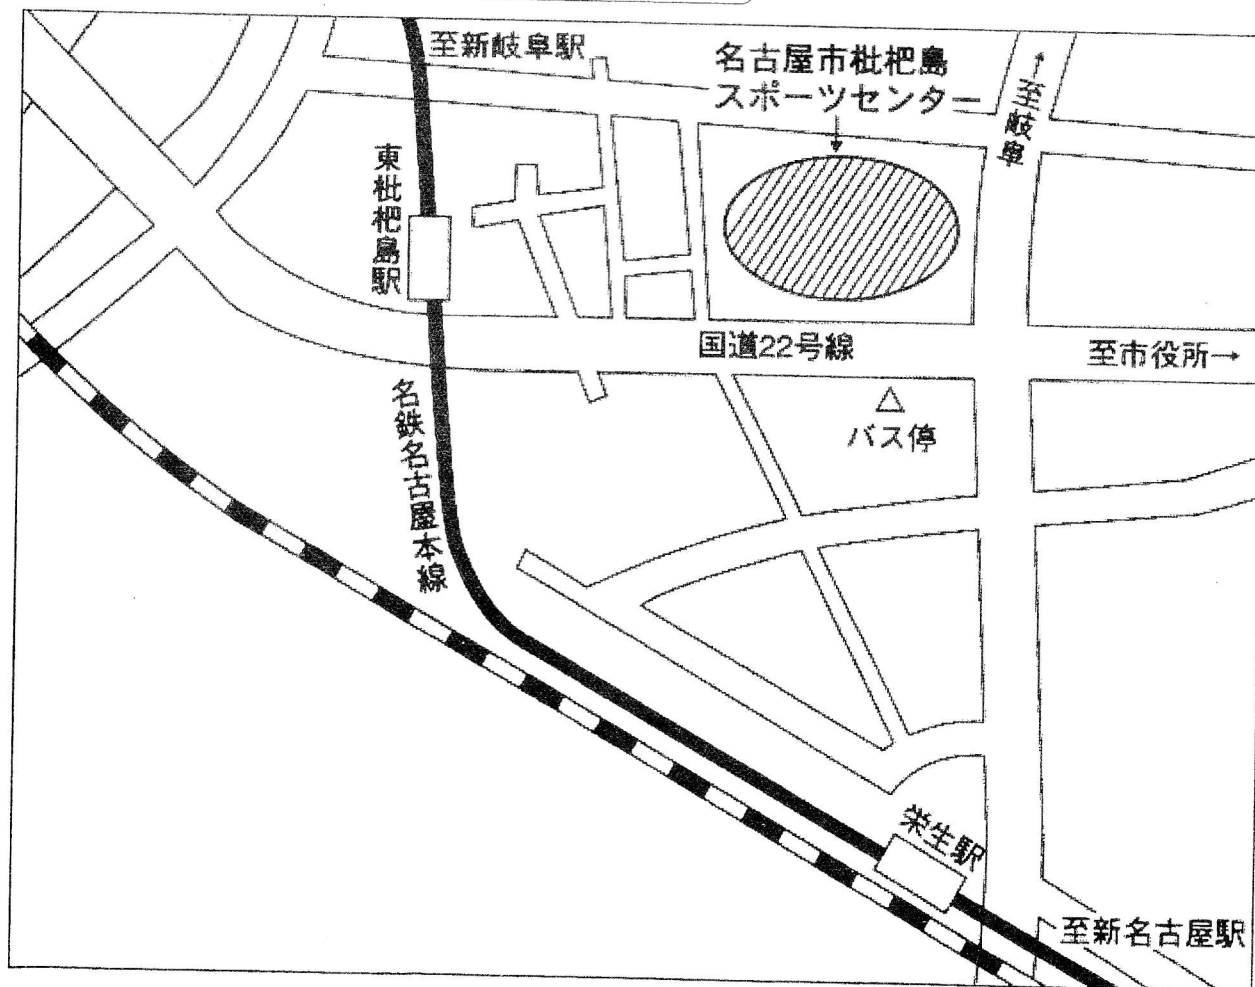 至新岐阜駅
名古屋市枇杷島
スポーツセンター
→至岐阜
東枇杷島駅
国道22号線
至市役所→
バス停
名鉄名古屋本線
栄生駅
至新名古屋駅